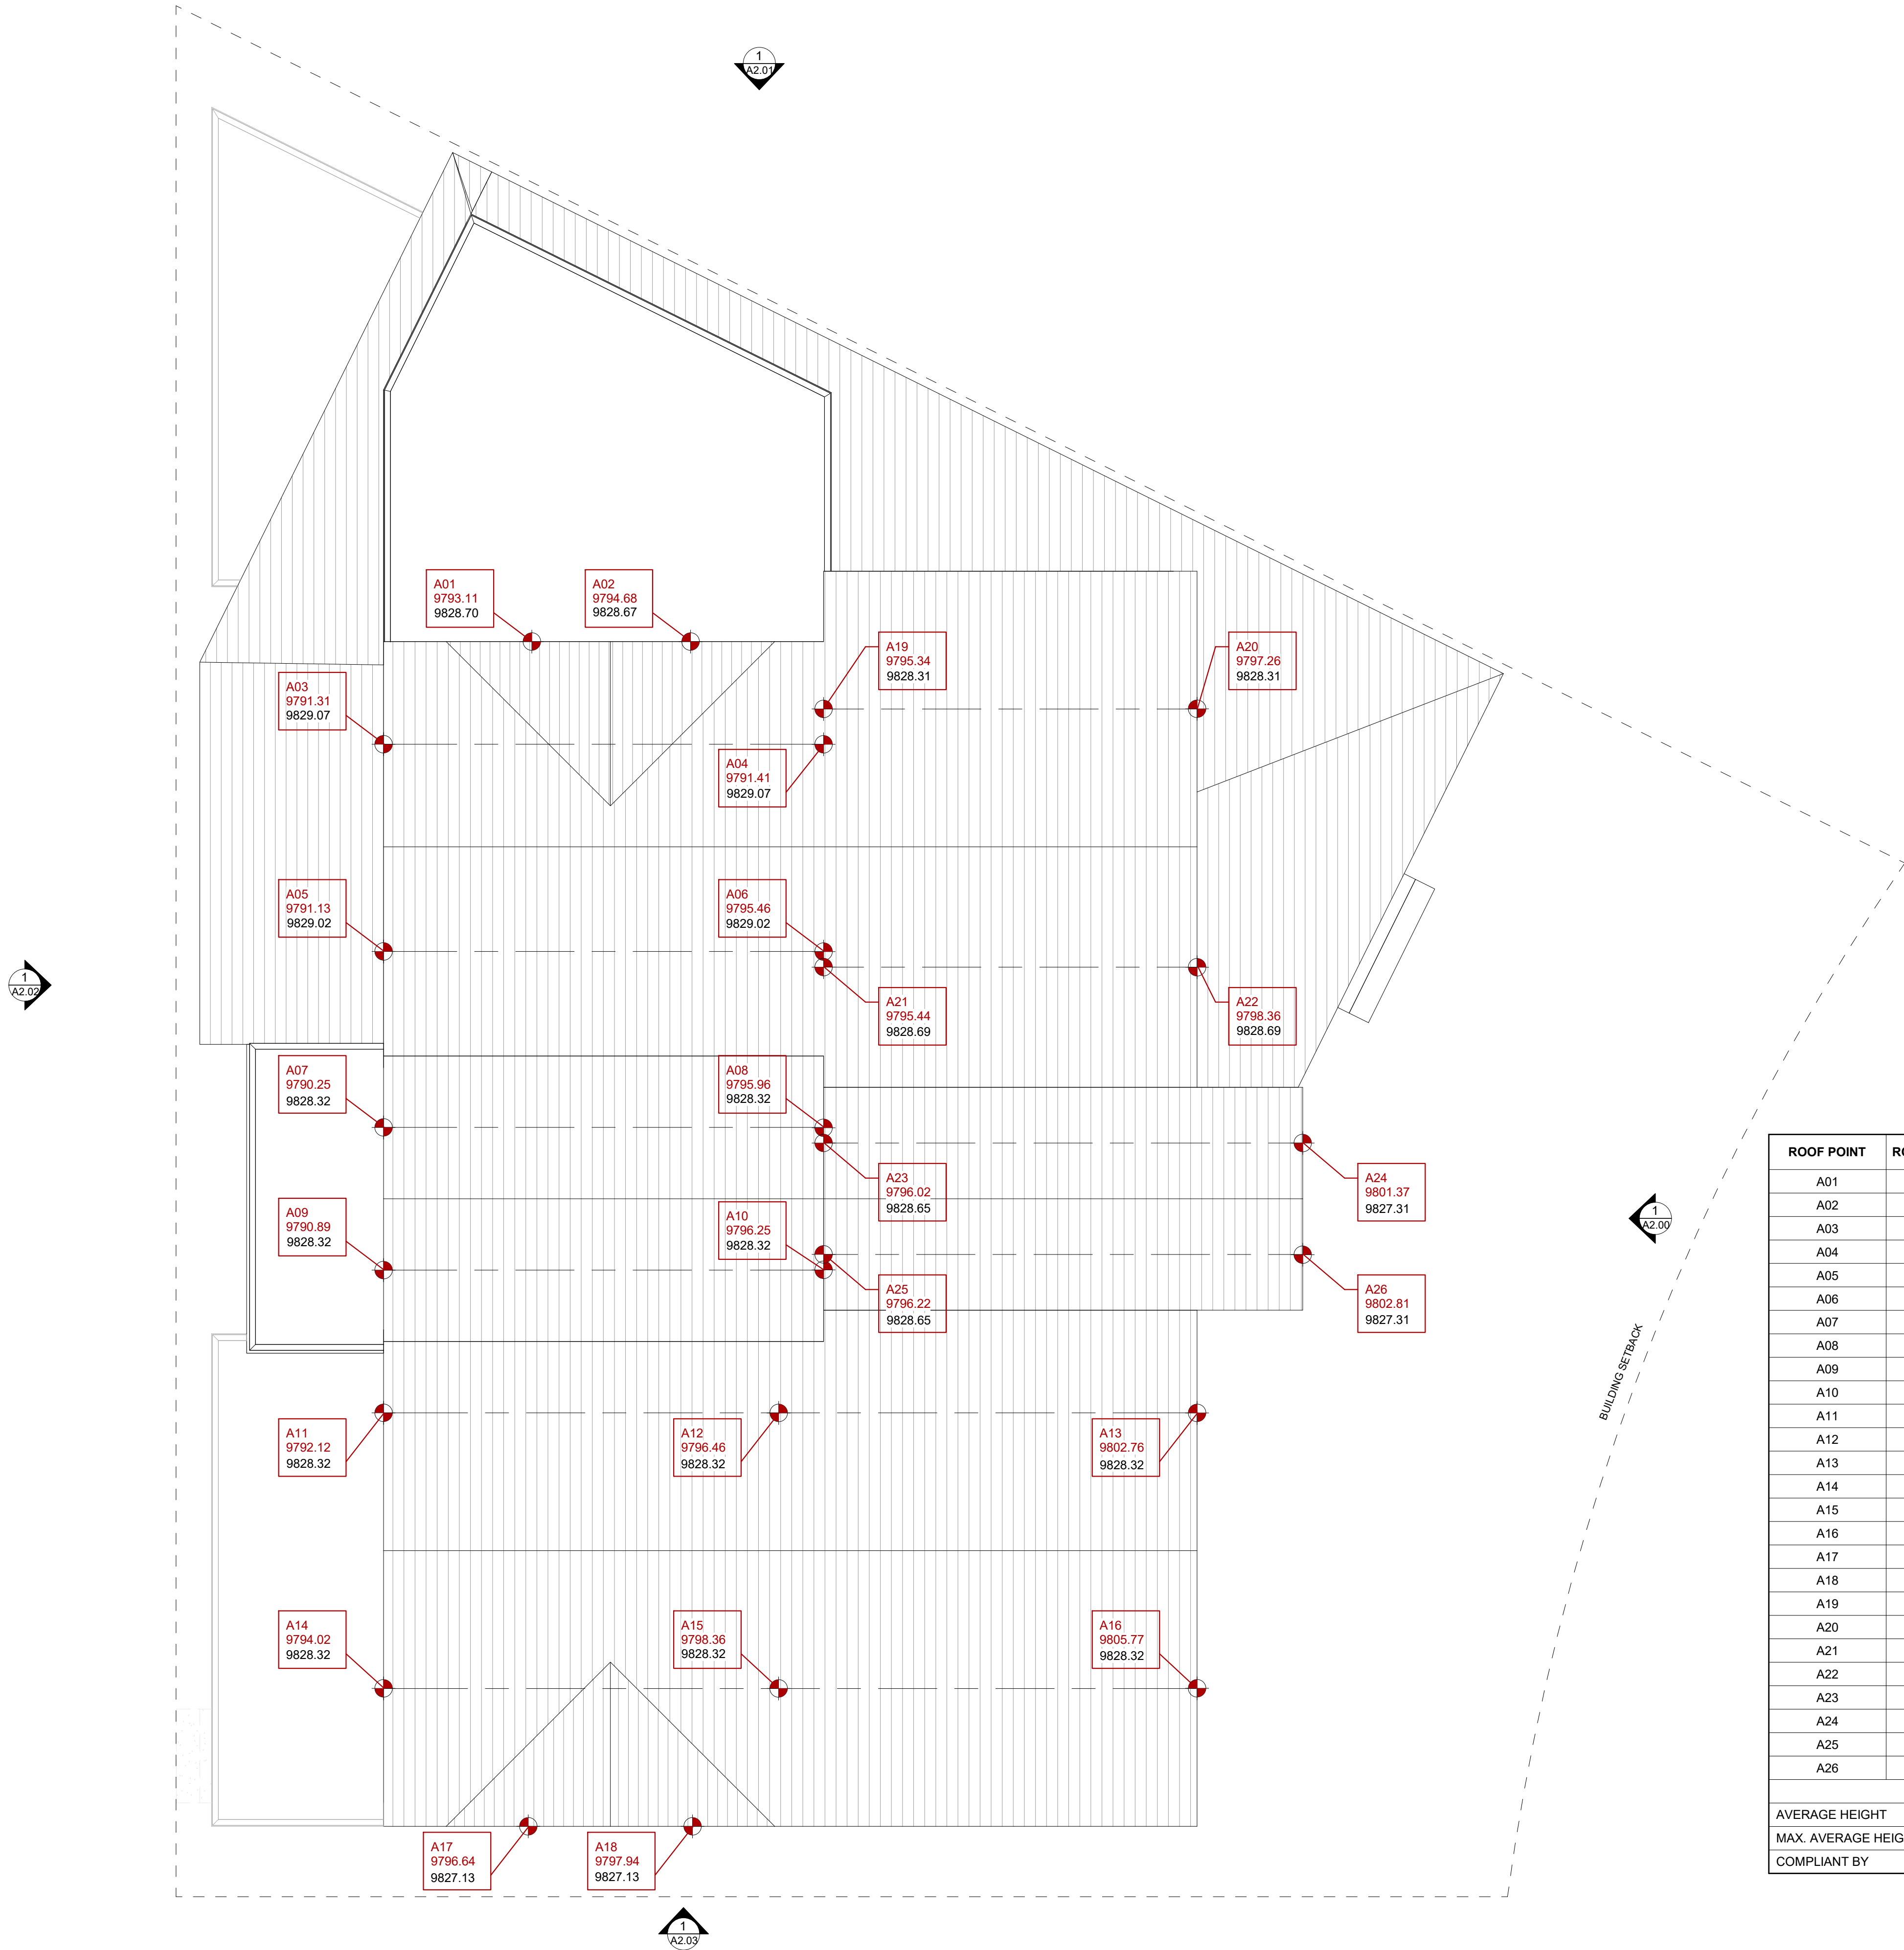 1
A2.01
A01
9793.11
9828.70
A02
9794.68
9828.67
A19
9795.34
9828.31
A20
9797.26
9828.31
A03
9791.31
9829.07
A04
9791.41
9829.07
A05
9791.13
9829.02
A06
9795.46
9829.02
1
A2.02
A21
9795.44
9828.69
A22
9798.36
9828.69
A07
9790.25
9828.32
A08
9795.96
9828.32
A23
9796.02
9828.65
A24
9801.37
9827.31
A09
9790.89
9828.32
A10
9796.25
9828.32
1
A2.00
A25
9796.22
9828.65
A26
9802.81
9827.31
BUILDING SETBACK
A11
9792.12
9828.32
A12
9796.46
9828.32
A13
9802.76
9828.32
A14
9794.02
9828.32
A15
9798.36
9828.32
A16
9805.77
9828.32
A17
9796.64
9827.13
A18
9797.94
9827.13
1
A2.03
ROOF POINT
A01
A02
A03
A04
A05
A06
A07
A08
A09
A10
A11
A12
A13
A14
A15
A16
A17
A18
A19
A20
A21
A22
A23
A24
A25
A26
AVERAGE HEIGHT
MAX. AVERAGE HEIG
COMPLIANT BY